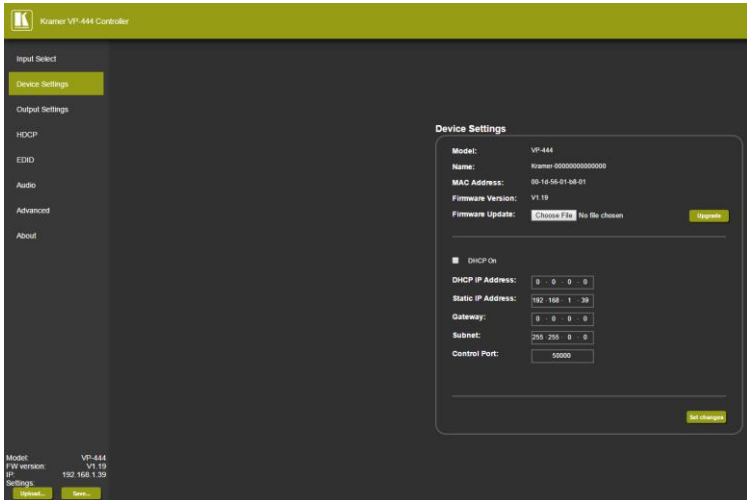 K
Kramer VP-444 Controller
Input Select
Device Settings
Output Settings
HDCP
EDID
Audio
Advanced
About
Device Settings
Model: VP-444
Name: Kramer-00000000000000
MAC Address: 00-1d-56-01-b8-01
Firmware Version: V1.19
Firmware Update: Choose File No file chosen Upgrade
DHCP On
DHCP IP Address: 0 · 0 · 0 · 0
Static IP Address: 192 · 168 · 1 · 39
Gateway: 0 · 0 · 0 · 0
Subnet: 255 · 255 · 0 · 0
Control Port: 50000
Set changes
Model: VP-444
FW version: V1.19
IP: 192.168.1.39
Settings:
Upload... Save...